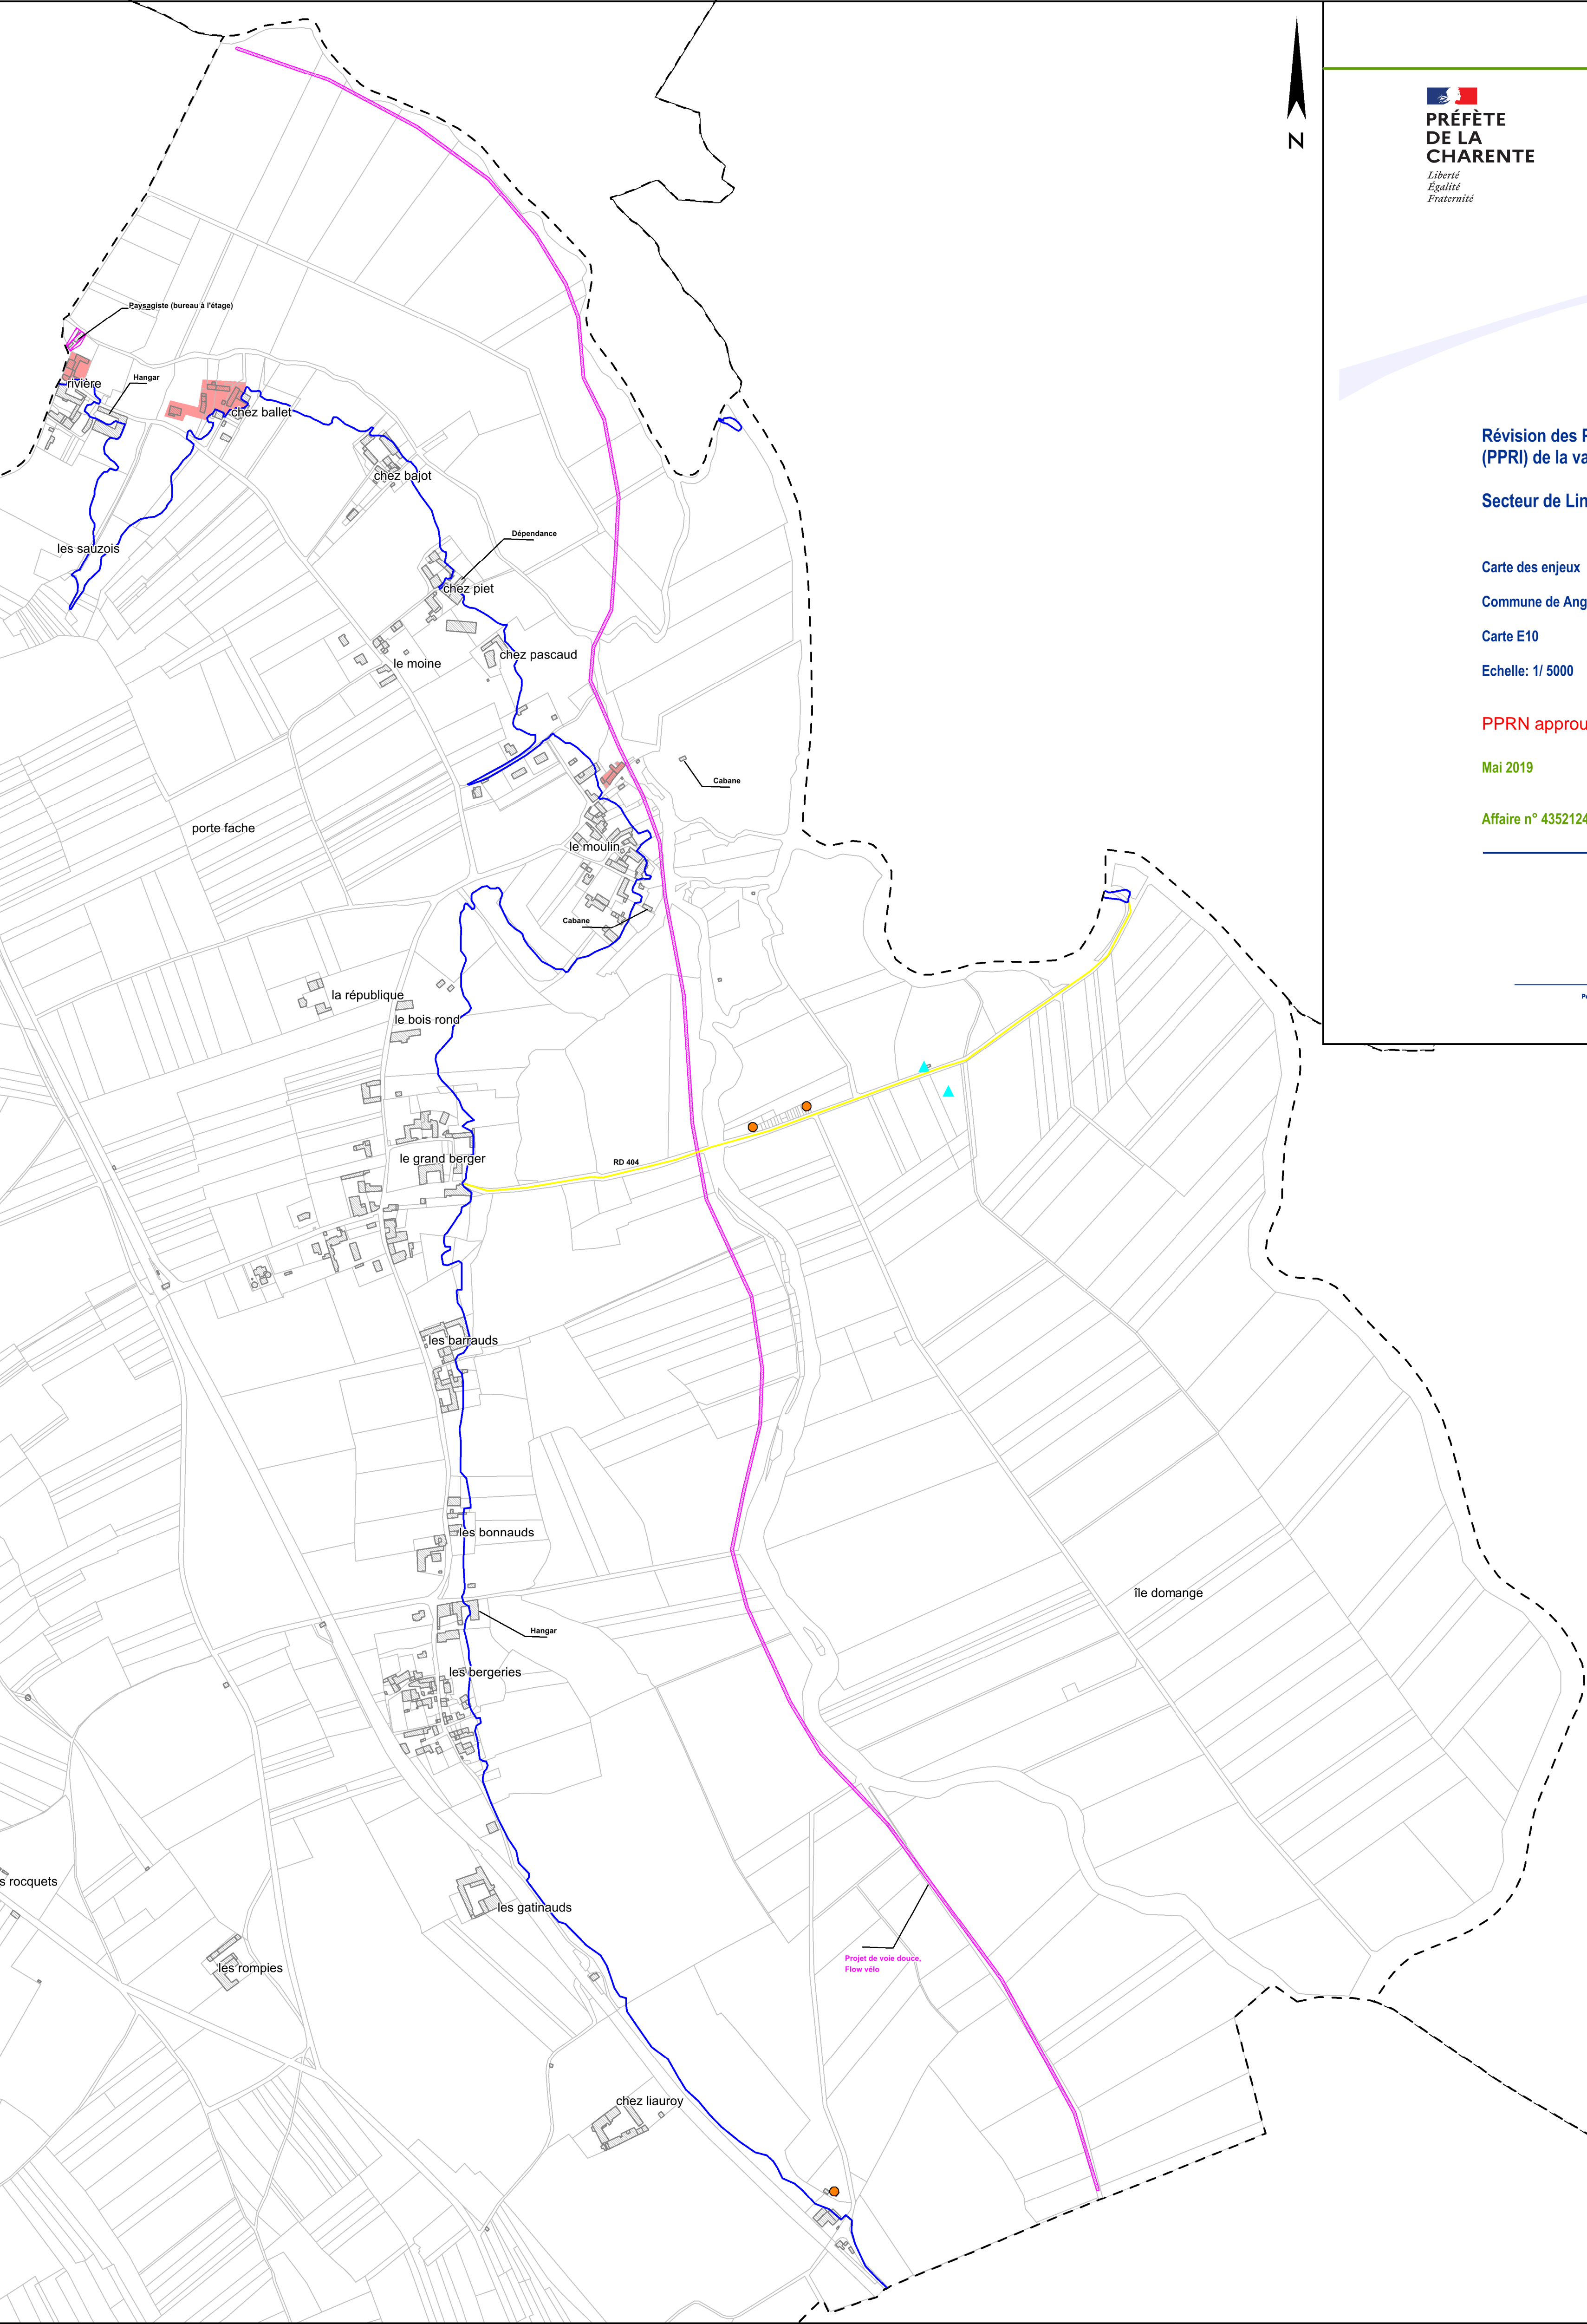 N
PRÉFÈTE
DE LA
CHARENTE
Liberté
Égalité
Fraternité
Révision des P
(PPRI) de la va
Secteur de Lin
Carte des enjeux
Commune de Ang
Carte E10
Echelle: 1/ 5000
PPRN approu
Mai 2019
Affaire n° 4352124
Paysagiste (bureau à l'étage)
rivière
Hangar
chez ballet
chez bajot
Dépendance
les sauzois
chez piet
chez pascaud
le moine
Cabane
porte fache
le moulin
Cabane
la république
le bois rond
le grand berger
RD 404
les barrauds
les bonnauds
île domange
Hangar
les bergeries
s rocquets
les gatinauds
Projet de voie douce,
Flow vélo
les rompies
chez liauroy